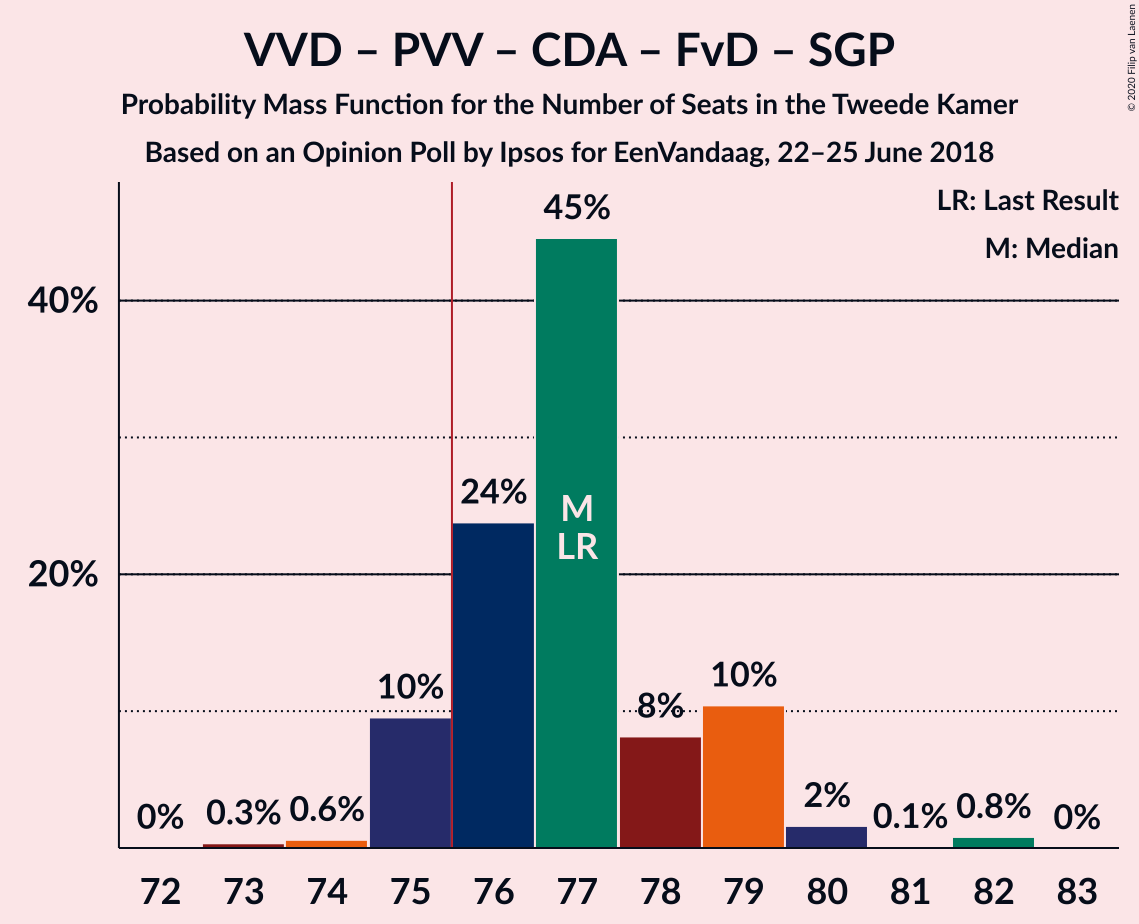 VVD – PVV – CDA – FvD – SGP
Probability Mass Function for the Number of Seats in the Tweede Kamer
Based on an Opinion Poll by Ipsos for EenVandaag, 22–25 June 2018
© 2020 Filip van Laenen
LR: Last Result
M: Median
40%
20%
0%
0.3%
0.6%
10%
24%
45%
M
LR
8%
10%
2%
0.1%
0.8%
0%
72 73 74 75 76 77 78 79 80 81 82 83